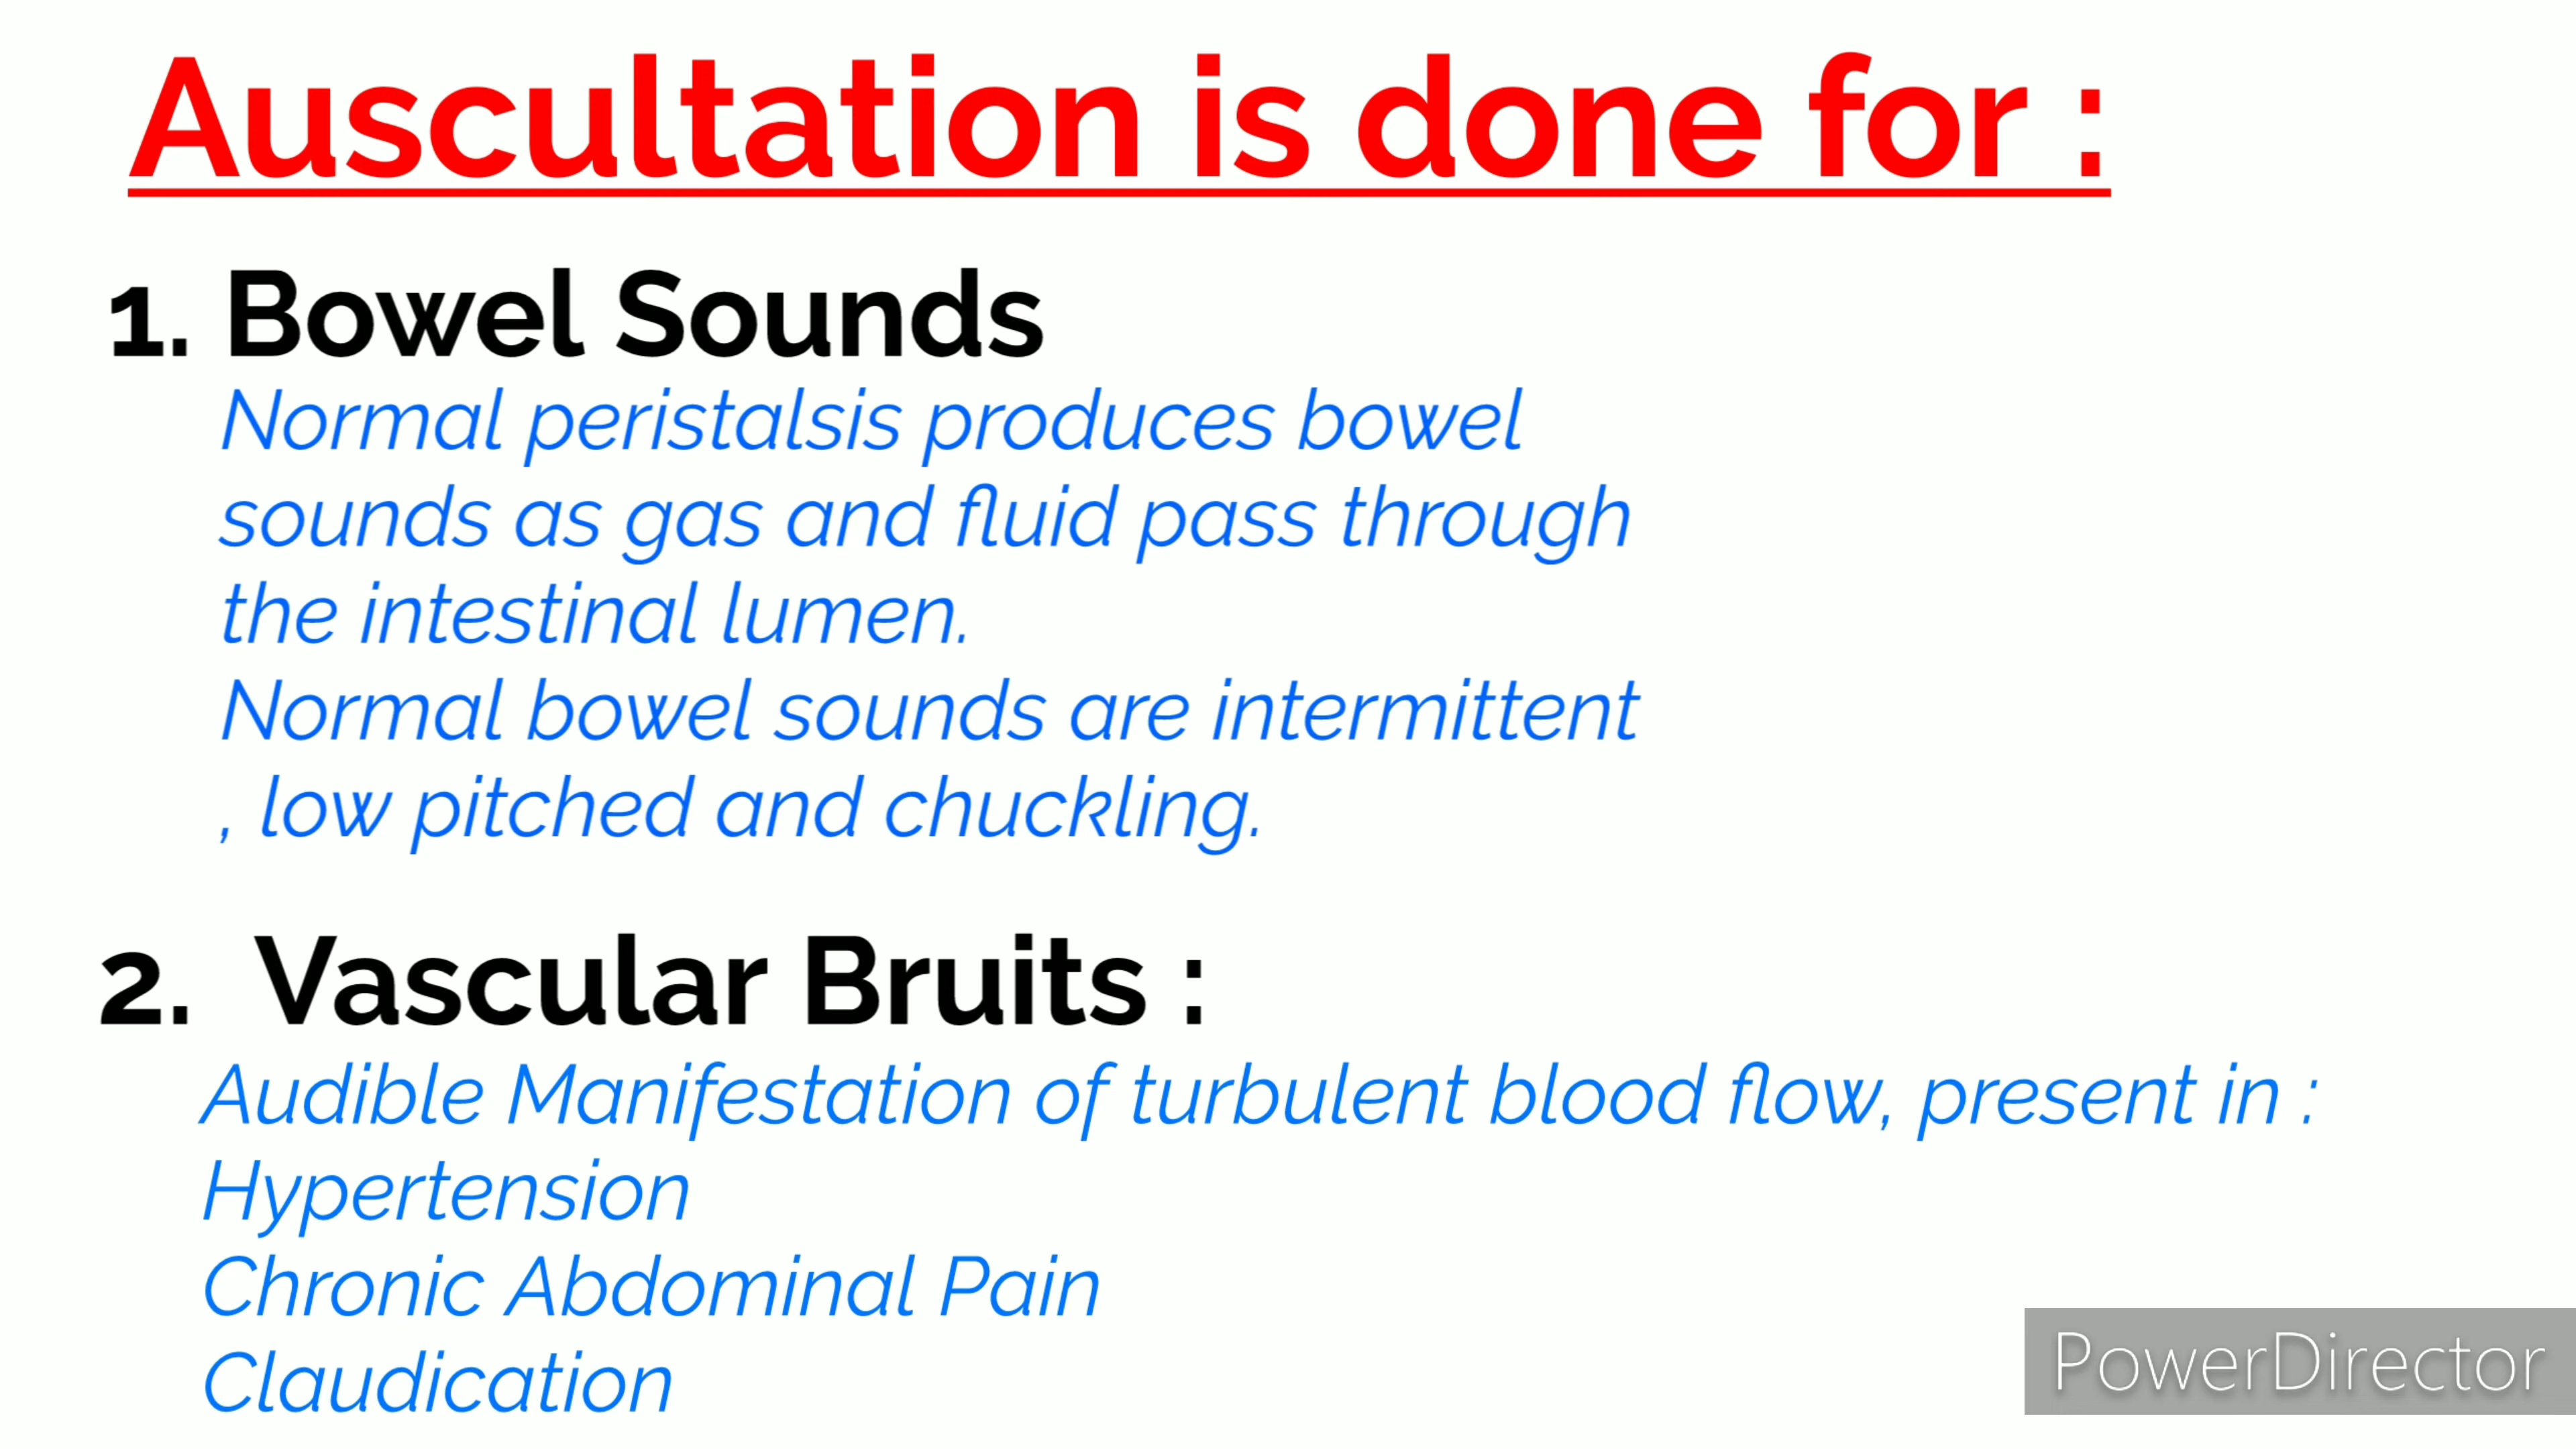 Auscultation is done for :
1. Bowel Sounds
Normal peristalsis produces bowel
sounds as gas and fluid pass through
the intestinal lumen.
Normal bowel sounds are intermittent
, low pitched and chuckling.
2. Vascular Bruits :
Audible Manifestation of turbulent blood flow, present in :
Hypertension
Chronic Abdominal Pain
Claudication
PowerDirector